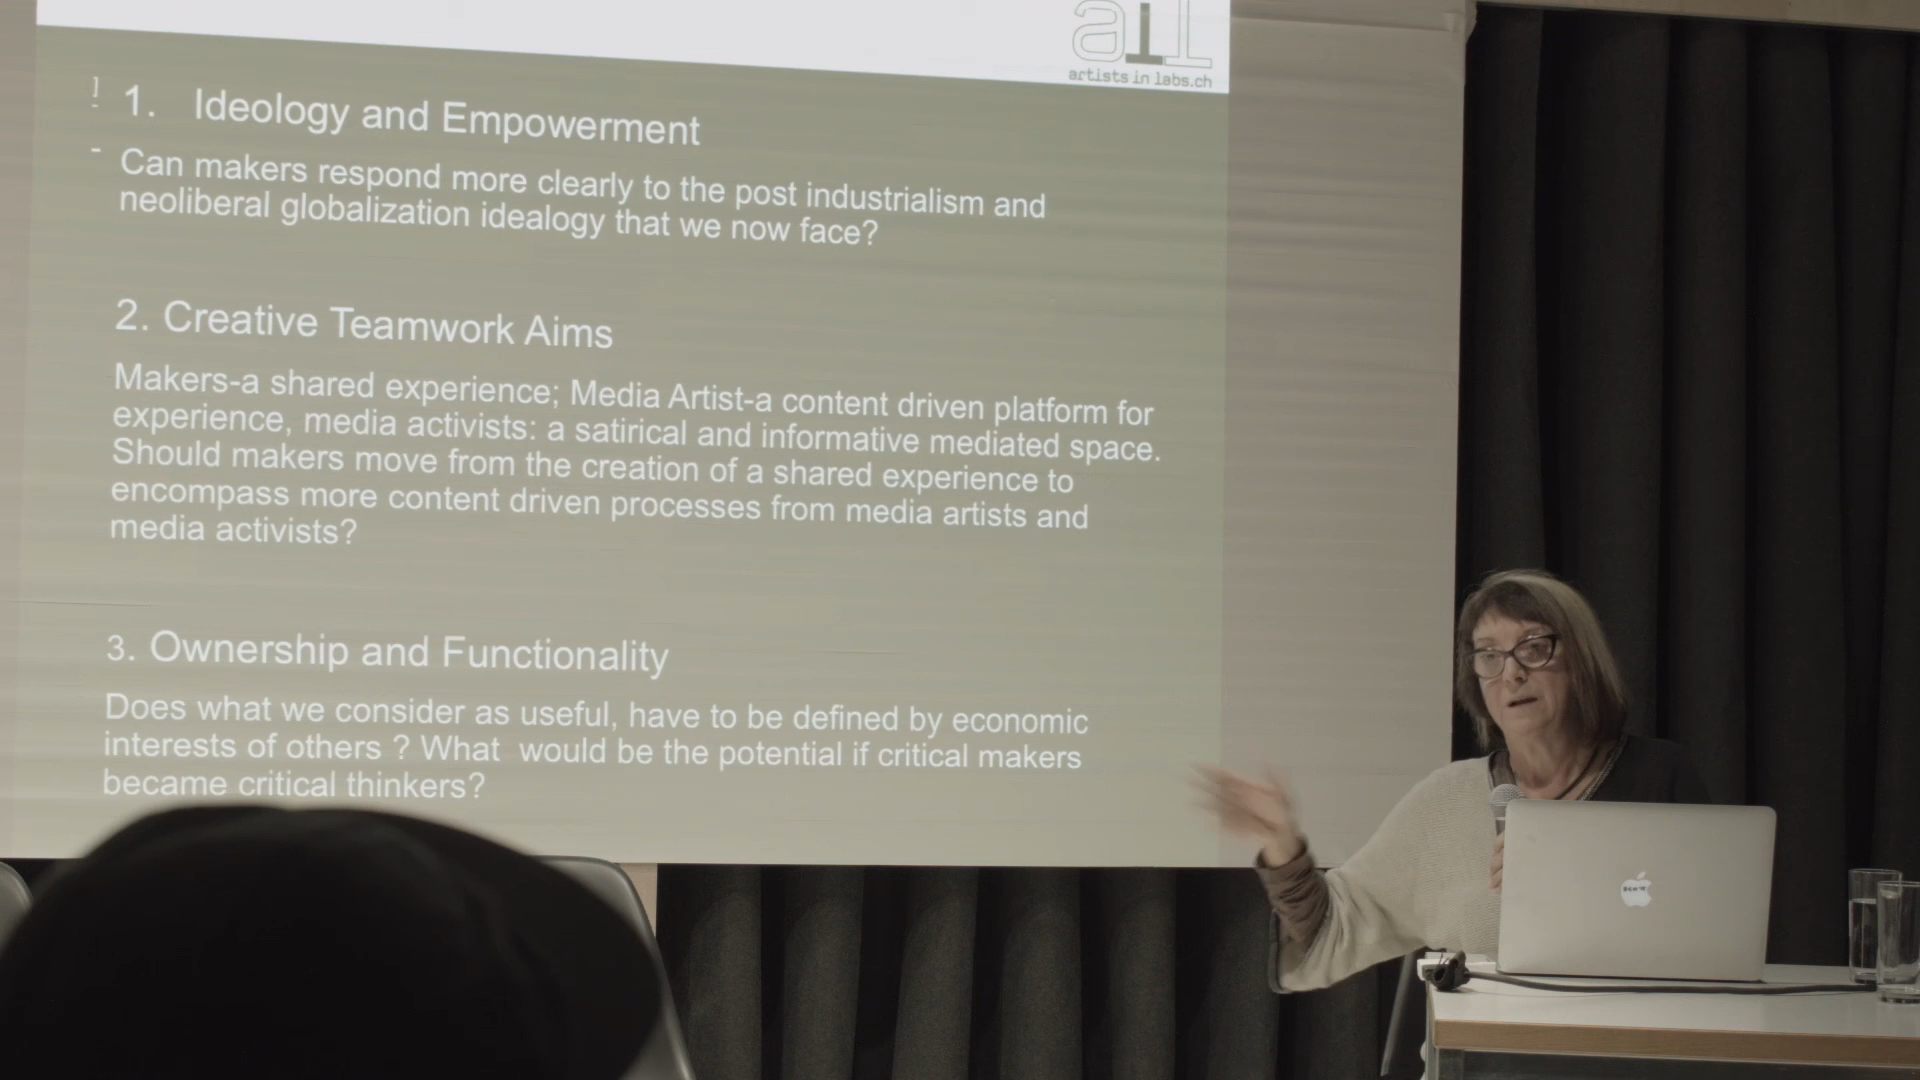 ail
artists in labs.ch
1. Ideology and Empowerment
- Can makers respond more clearly to the post industrialism and
neoliberal globalization idealogy that we now face?
2. Creative Teamwork Aims
Makers-a shared experience; Media Artist-a content driven platform for
experience, media activists: a satirical and informative mediated space.
Should makers move from the creation of a shared experience to
encompass more content driven processes from media artists and
media activists?
3. Ownership and Functionality
Does what we consider as useful, have to be defined by economic
interests of others ? What would be the potential if critical makers
became critical thinkers?